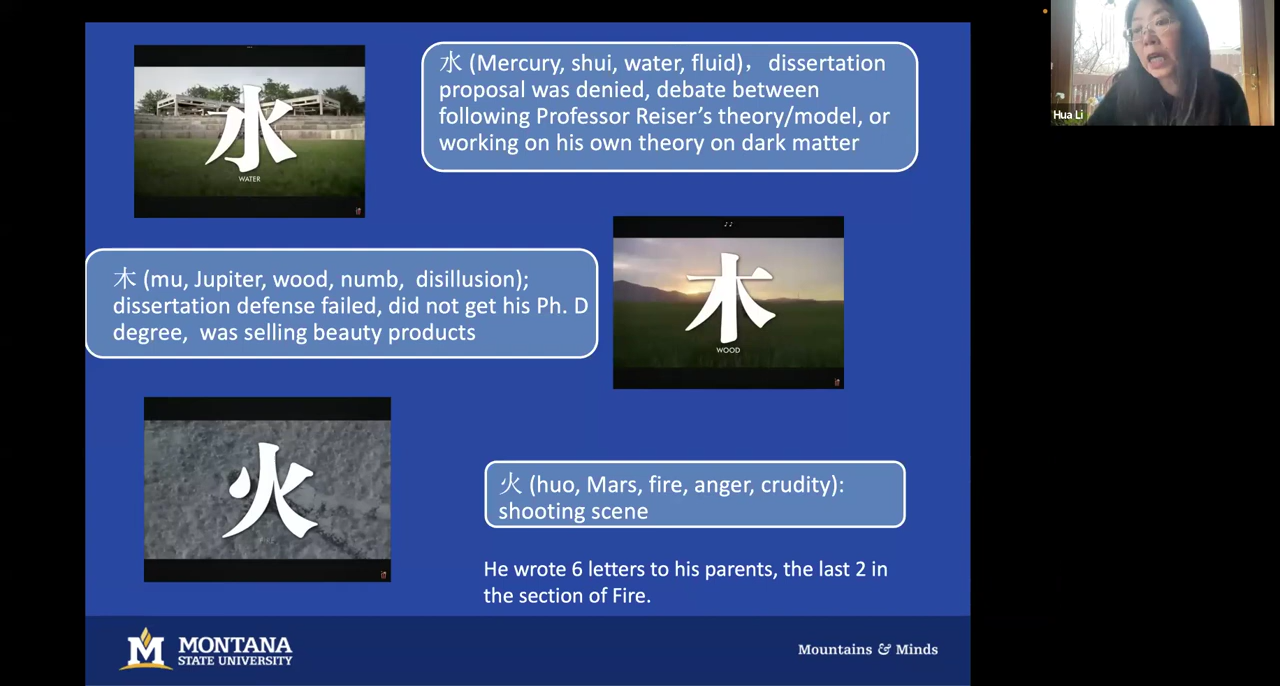 水
WATER
水 (Mercury, shui, water, fluid)，dissertation
proposal was denied, debate between
following Professor Reiser’s theory/model, or
working on his own theory on dark matter
木 (mu, Jupiter, wood, numb, disillusion);
dissertation defense failed, did not get his Ph. D
degree, was selling beauty products
木
WOOD
火
火 (huo, Mars, fire, anger, crudity):
shooting scene
He wrote 6 letters to his parents, the last 2 in
the section of Fire.
M MONTANA
STATE UNIVERSITY
Mountains & Minds
Hua Li